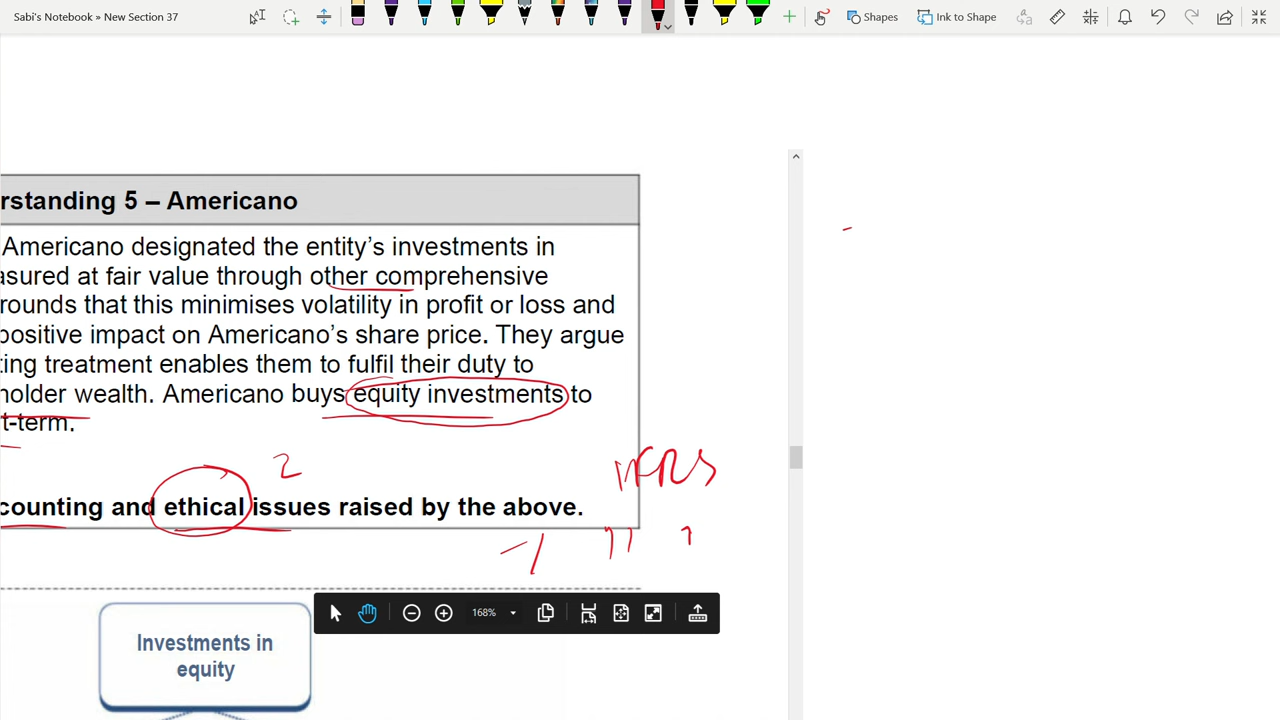 Sabi's Notebook » New Section 37
Shapes
Ink to Shape
rstanding 5 – Americano
Americano designated the entity's investments in
asured at fair value through other comprehensive
rounds that this minimises volatility in profit or loss and
positive impact on Americano's share price. They argue
ting treatment enables them to fulfil their duty to
holder wealth. Americano buys equity investments to
t-term.
2
IFRS
counting and ethical issues raised by the above.
168%
Investments in
equity